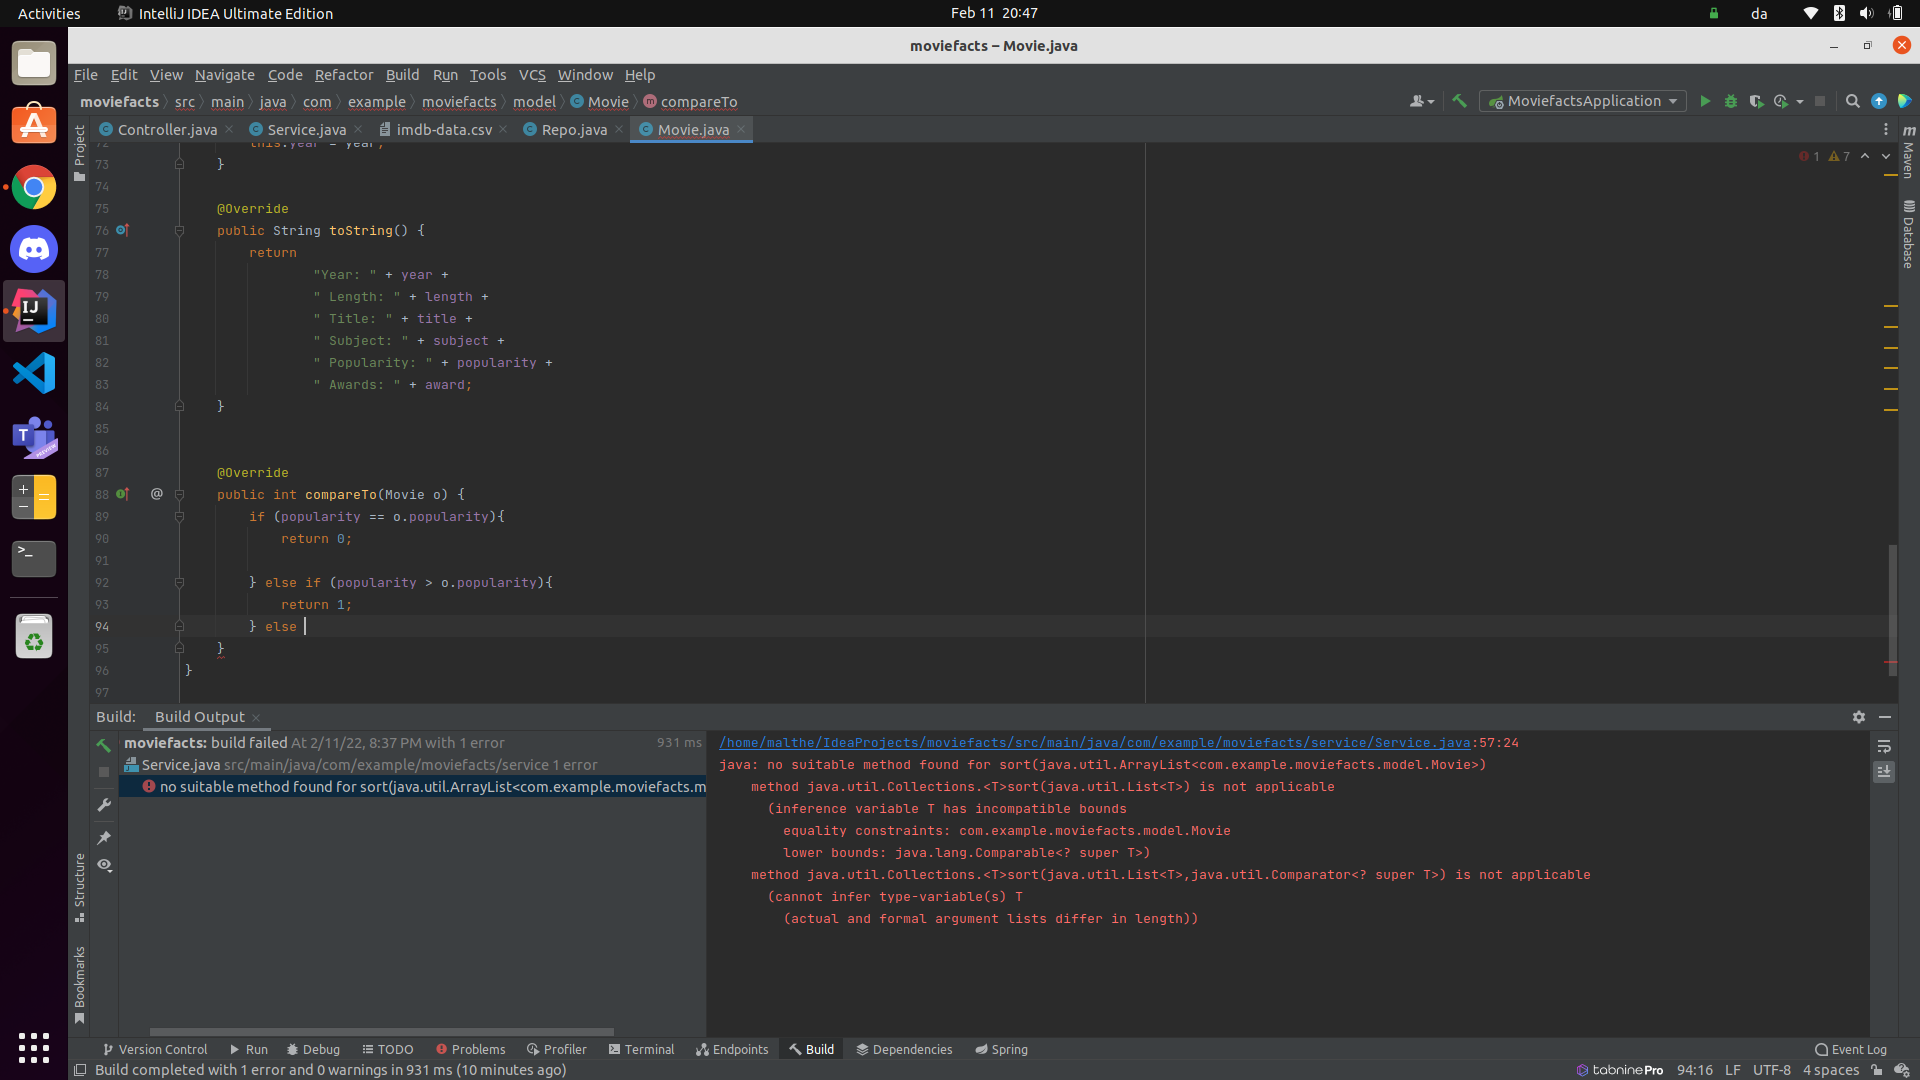 Activities IntelliJ IDEA Ultimate Edition Feb 11 20:47 da
moviefacts – Movie.java
File Edit View Navigate Code Refactor Build Run Tools VCS Window Help
moviefacts src main java com example moviefacts model Movie compareTo MoviefactsApplication
Controller.java Service.java imdb-data.csv Repo.java Movie.java
Project
Maven
Database
1 7
72 this.year = year;
73 }
74
75 @Override
76 public String toString() {
77 return
78 "Year: " + year +
79 " Length: " + length +
80 " Title: " + title +
81 " Subject: " + subject +
82 " Popularity: " + popularity +
83 " Awards: " + award;
84 }
85
86
87 @Override
88 @ public int compareTo(Movie o) {
89 if (popularity == o.popularity){
90 return 0;
91
92 } else if (popularity > o.popularity){
93 return 1;
94 } else
95 }
96 }
97
Build: Build Output
moviefacts: build failed At 2/11/22, 8:37 PM with 1 error 931 ms
Service.java src/main/java/com/example/moviefacts/service 1 error
no suitable method found for sort(java.util.ArrayList<com.example.moviefacts.m
/home/malthe/IdeaProjects/moviefacts/src/main/java/com/example/moviefacts/service/Service.java:57:24
java: no suitable method found for sort(java.util.ArrayList<com.example.moviefacts.model.Movie>)
method java.util.Collections.<T>sort(java.util.List<T>) is not applicable
(inference variable T has incompatible bounds
equality constraints: com.example.moviefacts.model.Movie
lower bounds: java.lang.Comparable<? super T>)
method java.util.Collections.<T>sort(java.util.List<T>,java.util.Comparator<? super T>) is not applicable
(cannot infer type-variable(s) T
(actual and formal argument lists differ in length))
Structure
Bookmarks
Version Control Run Debug TODO Problems Profiler Terminal Endpoints Build Dependencies Spring Event Log
Build completed with 1 error and 0 warnings in 931 ms (10 minutes ago) tabnine Pro 94:16 LF UTF-8 4 spaces